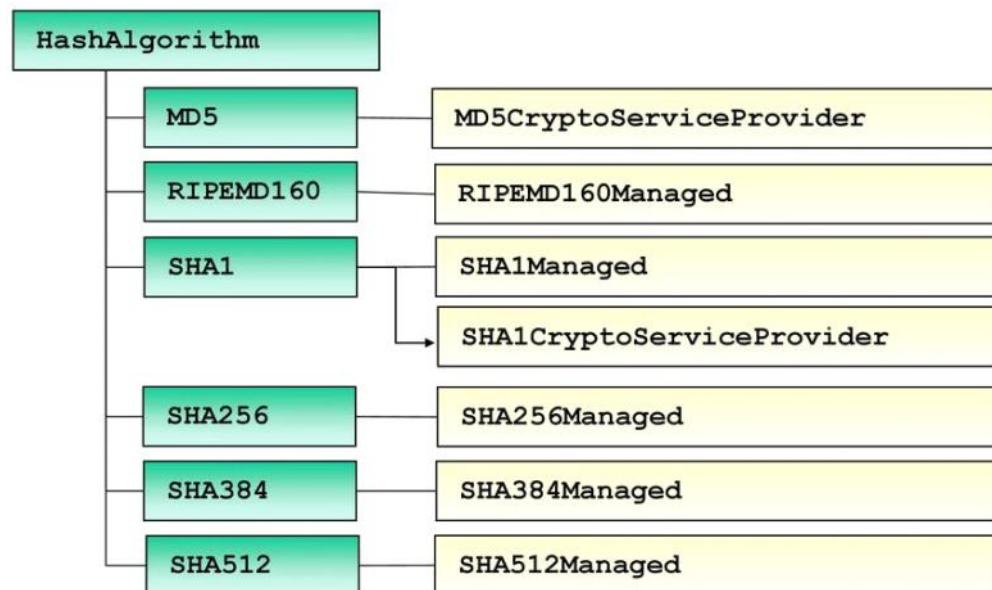 HashAlgorithm
MD5 MD5CryptoServiceProvider
RIPEMD160 RIPEMD160Managed
SHA1 SHA1Managed
SHA1CryptoServiceProvider
SHA256 SHA256Managed
SHA384 SHA384Managed
SHA512 SHA512Managed